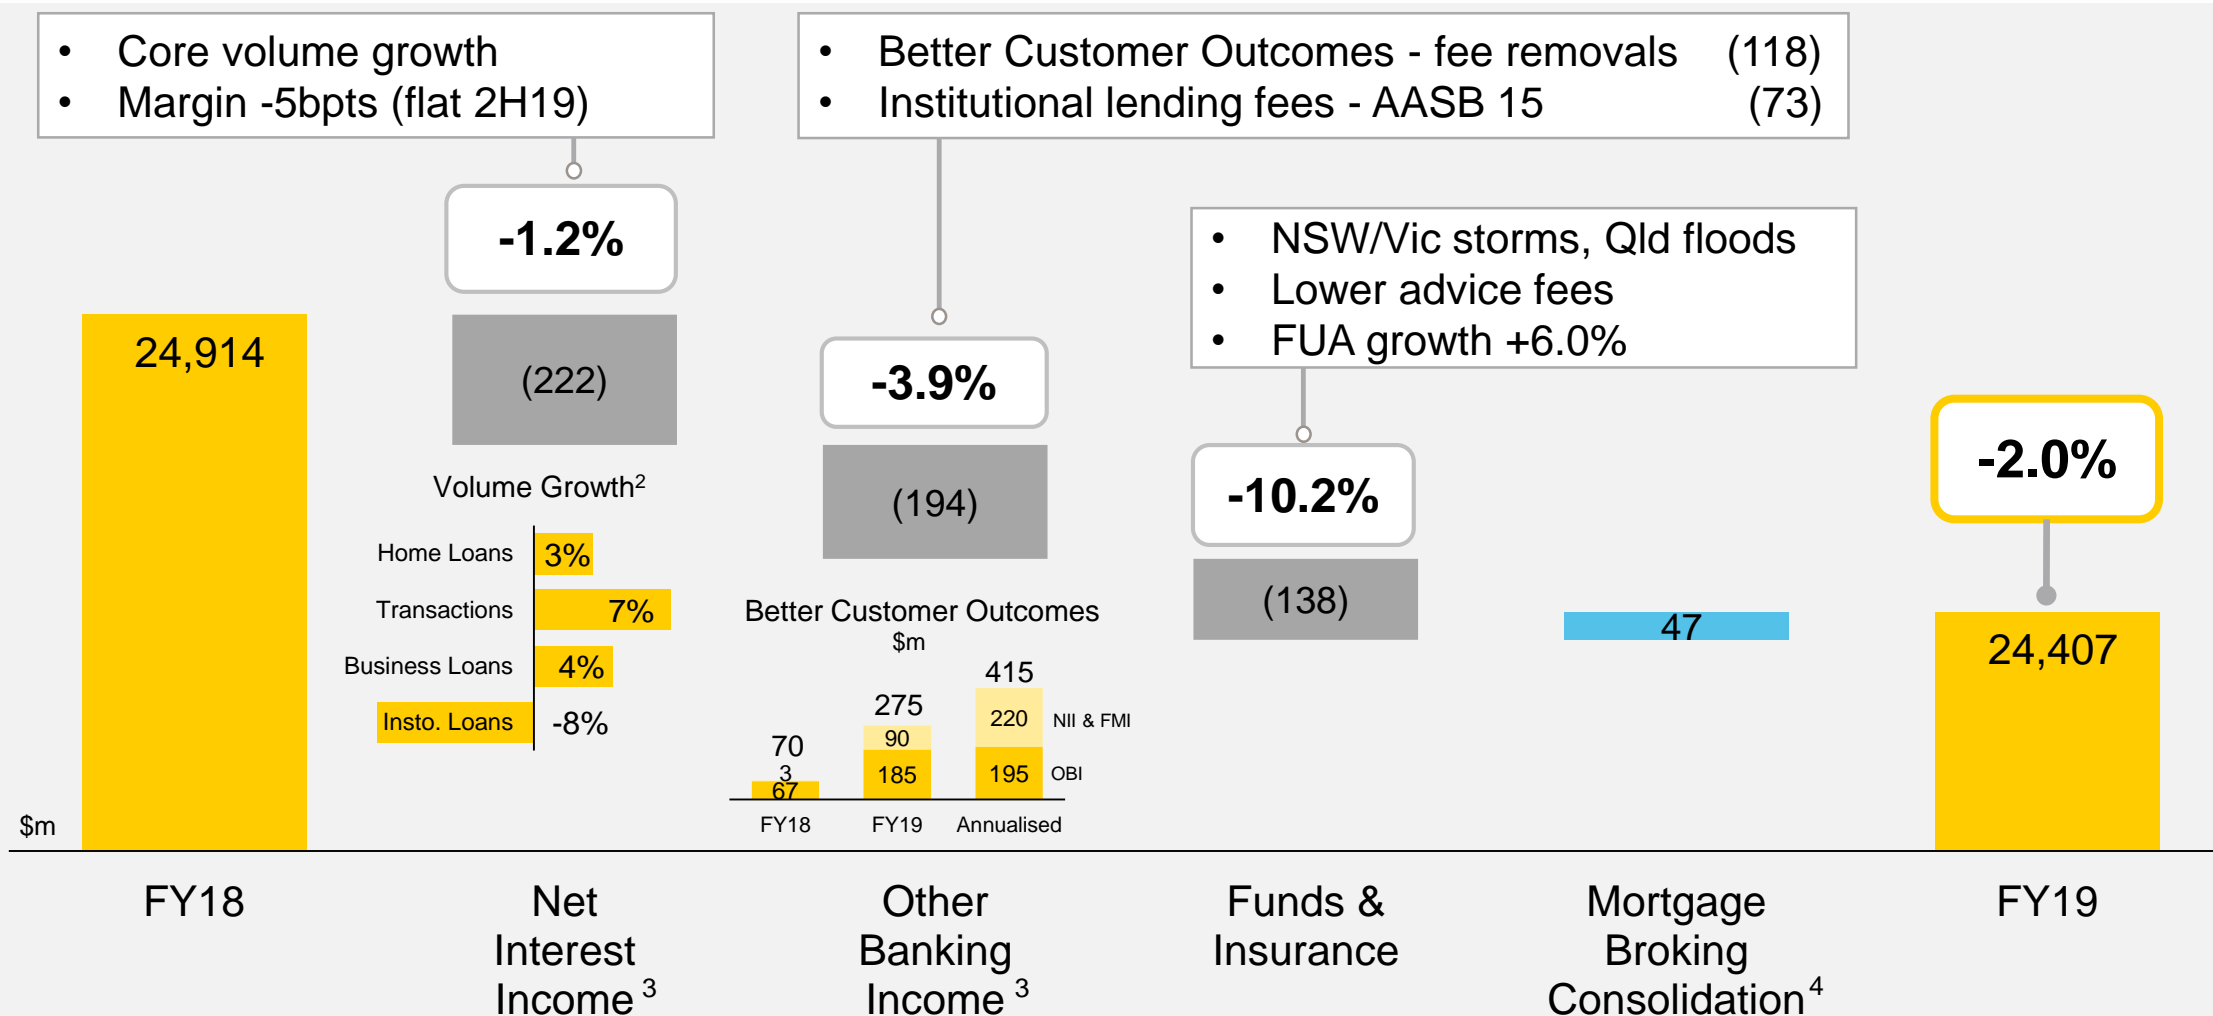 • Core volume growth
• Margin -5bpts (flat 2H19)
• Better Customer Outcomes - fee removals (118)
• Institutional lending fees - AASB 15 (73)
-1.2%
• NSW/Vic storms, Qld floods
• Lower advice fees
• FUA growth +6.0%
24,914
(222)
-3.9%
(194)
-10.2%
(138)
47
-2.0%
24,407
Volume Growth2
Home Loans 3%
Transactions 7%
Business Loans 4%
Insto. Loans -8%
Better Customer Outcomes
$m
415
275
220 NII & FMI
90
70
3
67
185
195 OBI
FY18 FY19 Annualised
$m
FY18
Net
Interest
Income 3
Other
Banking
Income 3
Funds &
Insurance
Mortgage
Broking
Consolidation 4
FY19